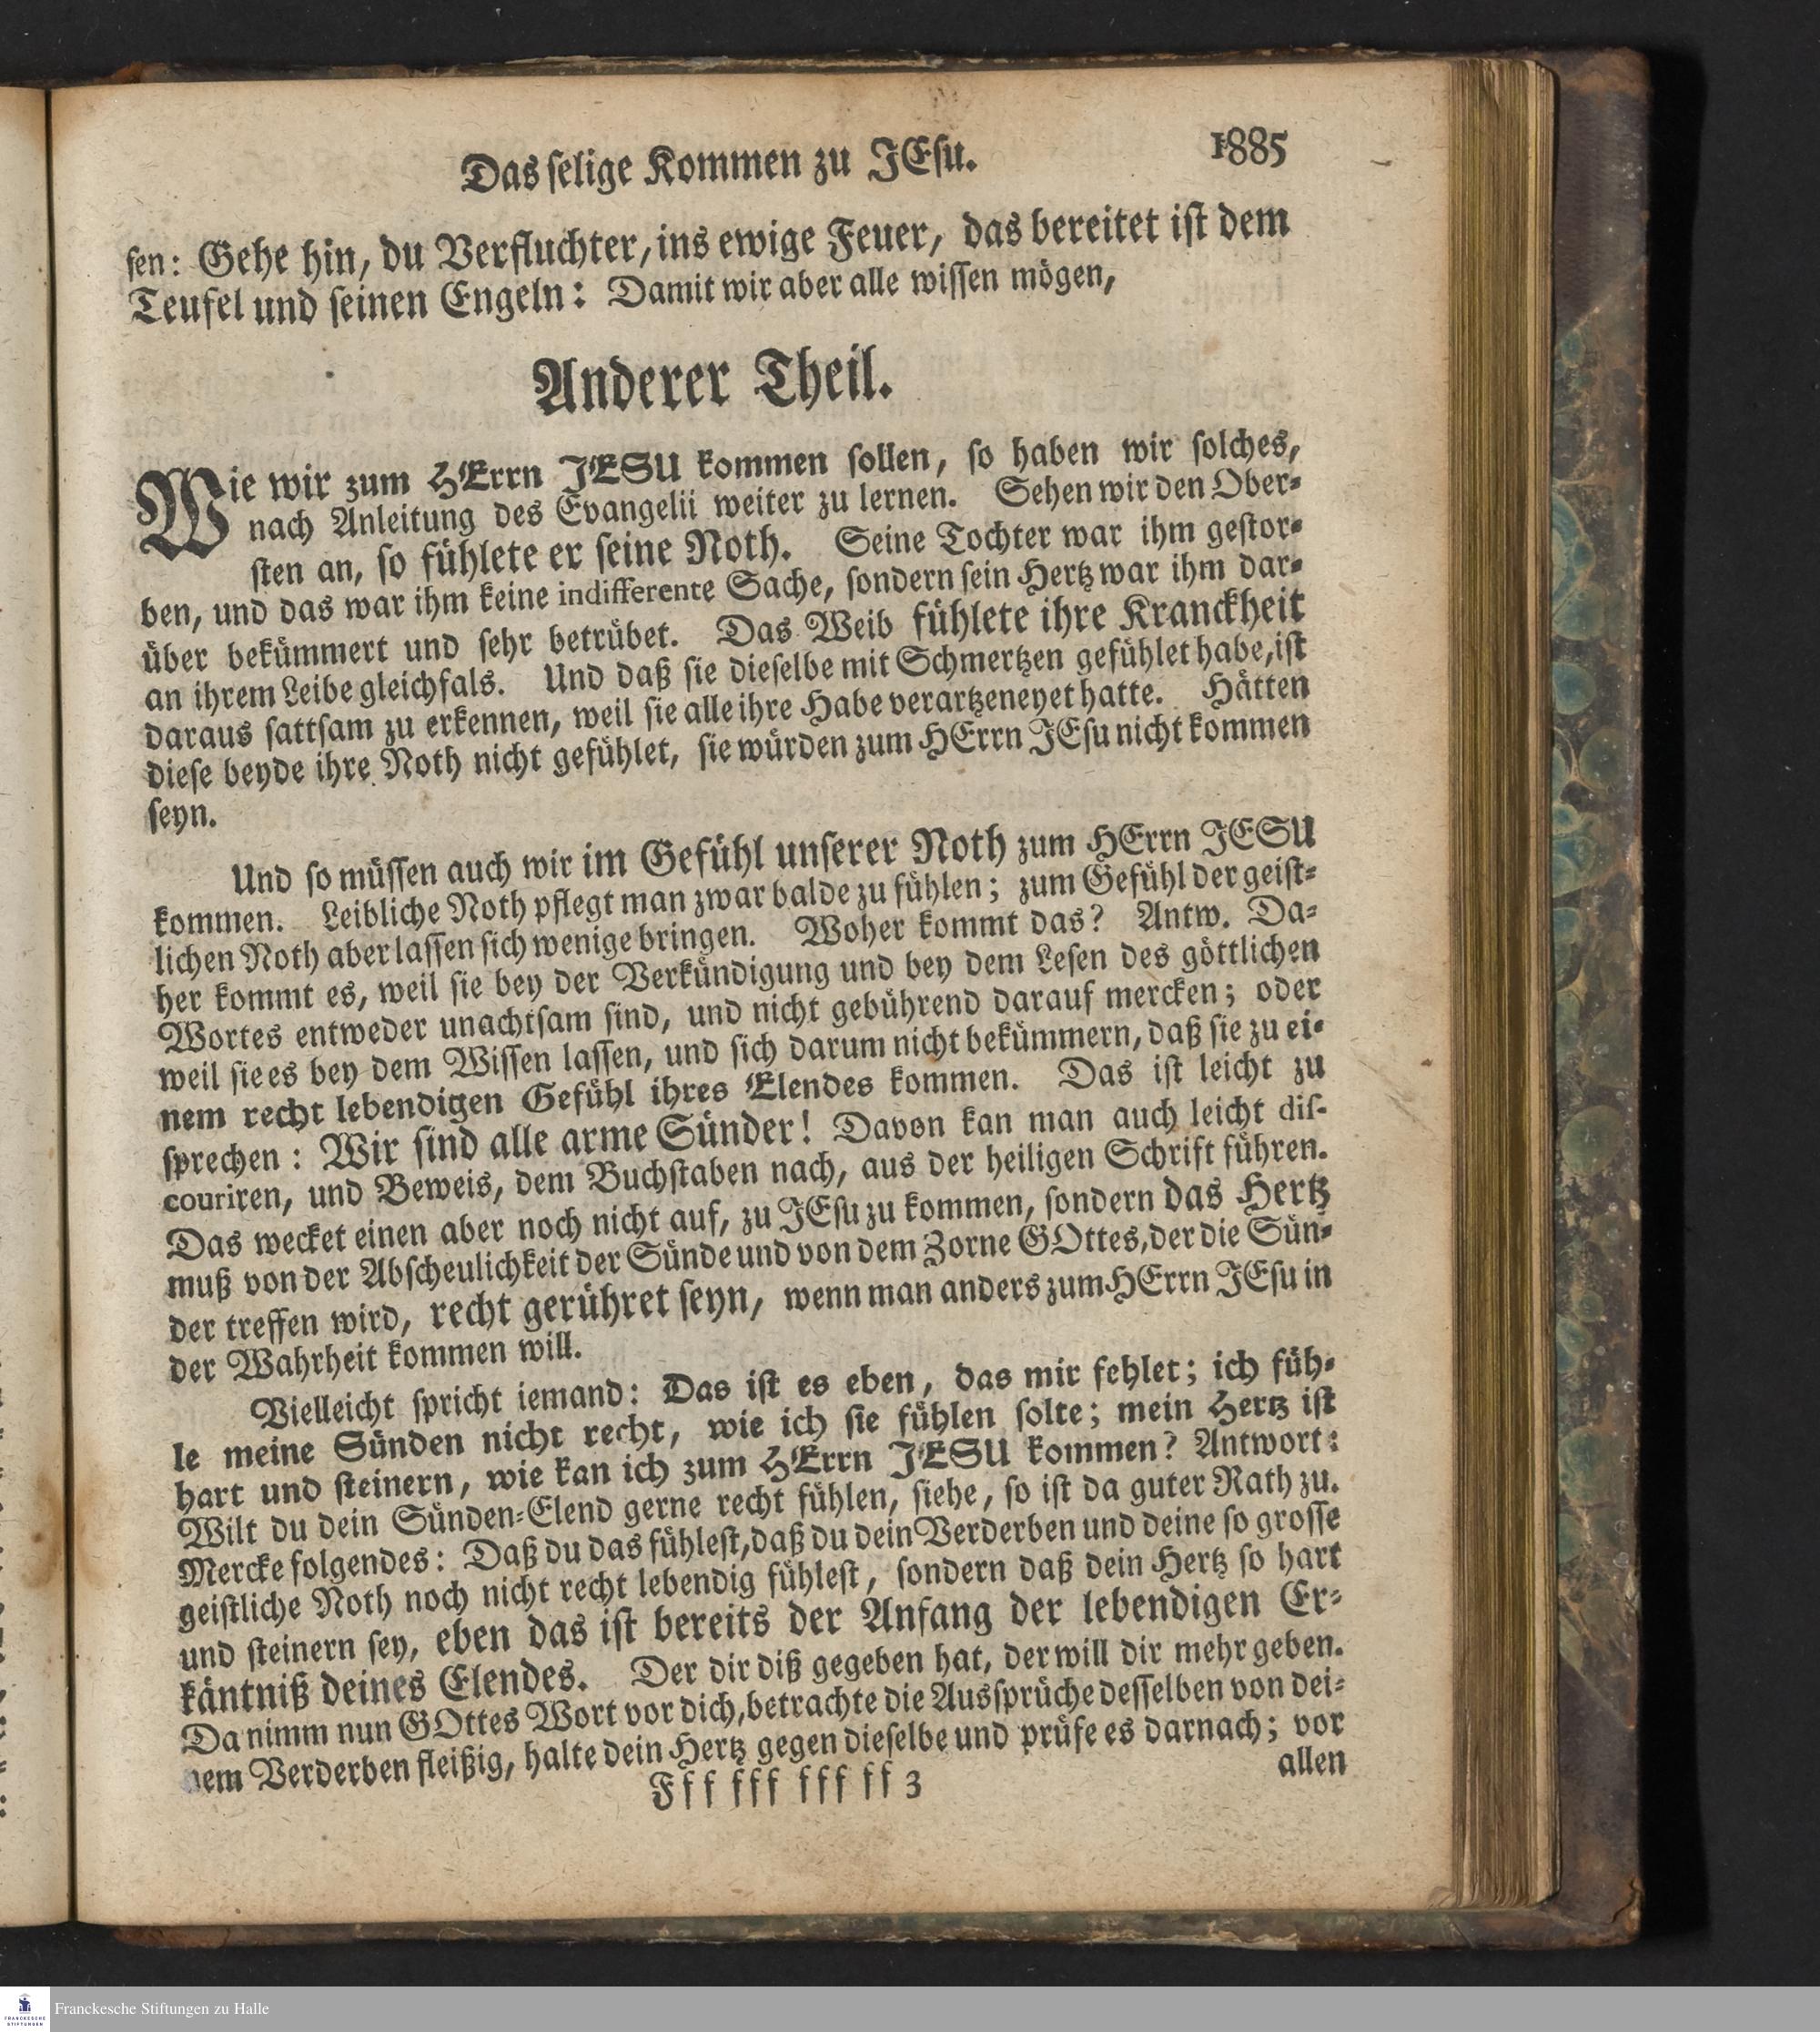 Das selige Kommen zu JEsu. 1885
sen: Gehe hin, du Verfluchter, ins ewige Feuer, das bereitet ist dem
Teufel und seinen Engeln: Damit wir aber alle wissen mögen,
Anderer Theil.
Wie wir zum HErrn JESU kommen sollen, so haben wir solches,
nach Anleitung des Evangelii weiter zu lernen. Sehen wir den Ober-
sten an, so fühlete er seine Noth. Seine Tochter war ihm gestor-
ben, und das war ihm keine indifferente Sache, sondern sein Hertz war ihm dar-
über bekümmert und sehr betrübet. Das Weib fühlete ihre Kranckheit
an ihrem Leibe gleichfals. Und daß sie dieselbe mit Schmertzen gefühlet habe, ist
daraus sattsam zu erkennen, weil sie alle ihre Habe verartzeneyet hatte. Hätten
diese beyde ihre Noth nicht gefühlet, sie würden zum HErrn JEsu nicht kommen
seyn.
Und so müssen auch wir im Gefühl unserer Noth zum HErrn JESU
kommen. Leibliche Noth pflegt man zwar balde zu fühlen; zum Gefühl der geist-
lichen Noth aber lassen sich wenige bringen. Woher kommt das? Antw. Da-
her kommt es, weil sie bey der Verkündigung und bey dem Lesen des göttlichen
Wortes entweder unachtsam sind, und nicht gebührend darauf mercken; oder
weil sie es bey dem Wissen lassen, und sich darum nicht bekümmern, daß sie zu ei-
nem recht lebendigen Gefühl ihres Elendes kommen. Das ist leicht zu
sprechen: Wir sind alle arme Sünder! Davon kan man auch leicht dis-
couriren, und Beweis, dem Buchstaben nach, aus der heiligen Schrift führen.
Das wecket einen aber noch nicht auf, zu JEsu zu kommen, sondern das Hertz
muß von der Abscheulichkeit der Sünde und von dem Zorne GOttes, der die Sün-
der treffen wird, recht gerühret seyn, wenn man anders zum HErrn JEsu in
der Wahrheit kommen will.
Vielleicht spricht iemand: Das ist es eben, das mir fehlet; ich füh-
le meine Sünden nicht recht, wie ich sie fühlen solte; mein Hertz ist
hart und steinern, wie kan ich zum HErrn JESU kommen? Antwort:
Wilt du dein Sünden-Elend gerne recht fühlen, siehe, so ist da guter Rath zu.
Mercke folgendes: Daß du das fühlest, daß du dein Verderben und deine so grosse
geistliche Noth noch nicht recht lebendig fühlest, sondern daß dein Hertz so hart
und steinern sey, eben das ist bereits der Anfang der lebendigen Er-
käntniß deines Elendes. Der dir diß gegeben hat, der will dir mehr geben.
Da nimm nun GOttes Wort vor dich, betrachte die Aussprüche desselben von dei-
nem Verderben fleißig, halte dein Hertz gegen dieselbe und prüfe es darnach; vor
Fff fff fff ff 3 allen
Franckesche Stiftungen zu Halle
FRANCKESCHE
STIFTUNGEN